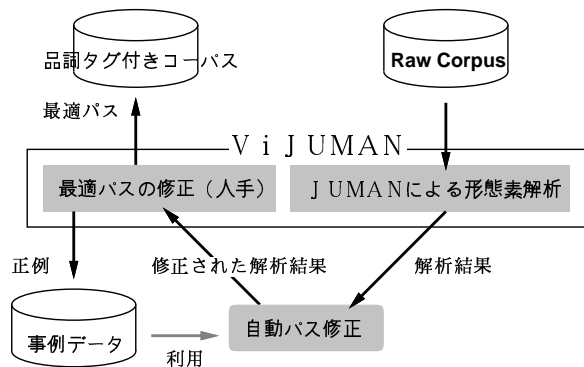 品詞タグ付きコーパス
Raw Corpus
最適パス
ＶｉＪＵＭＡＮ
最適パスの修正（人手）
ＪＵＭＡＮによる形態素解析
正例
修正された解析結果
解析結果
事例データ
利用
自動パス修正